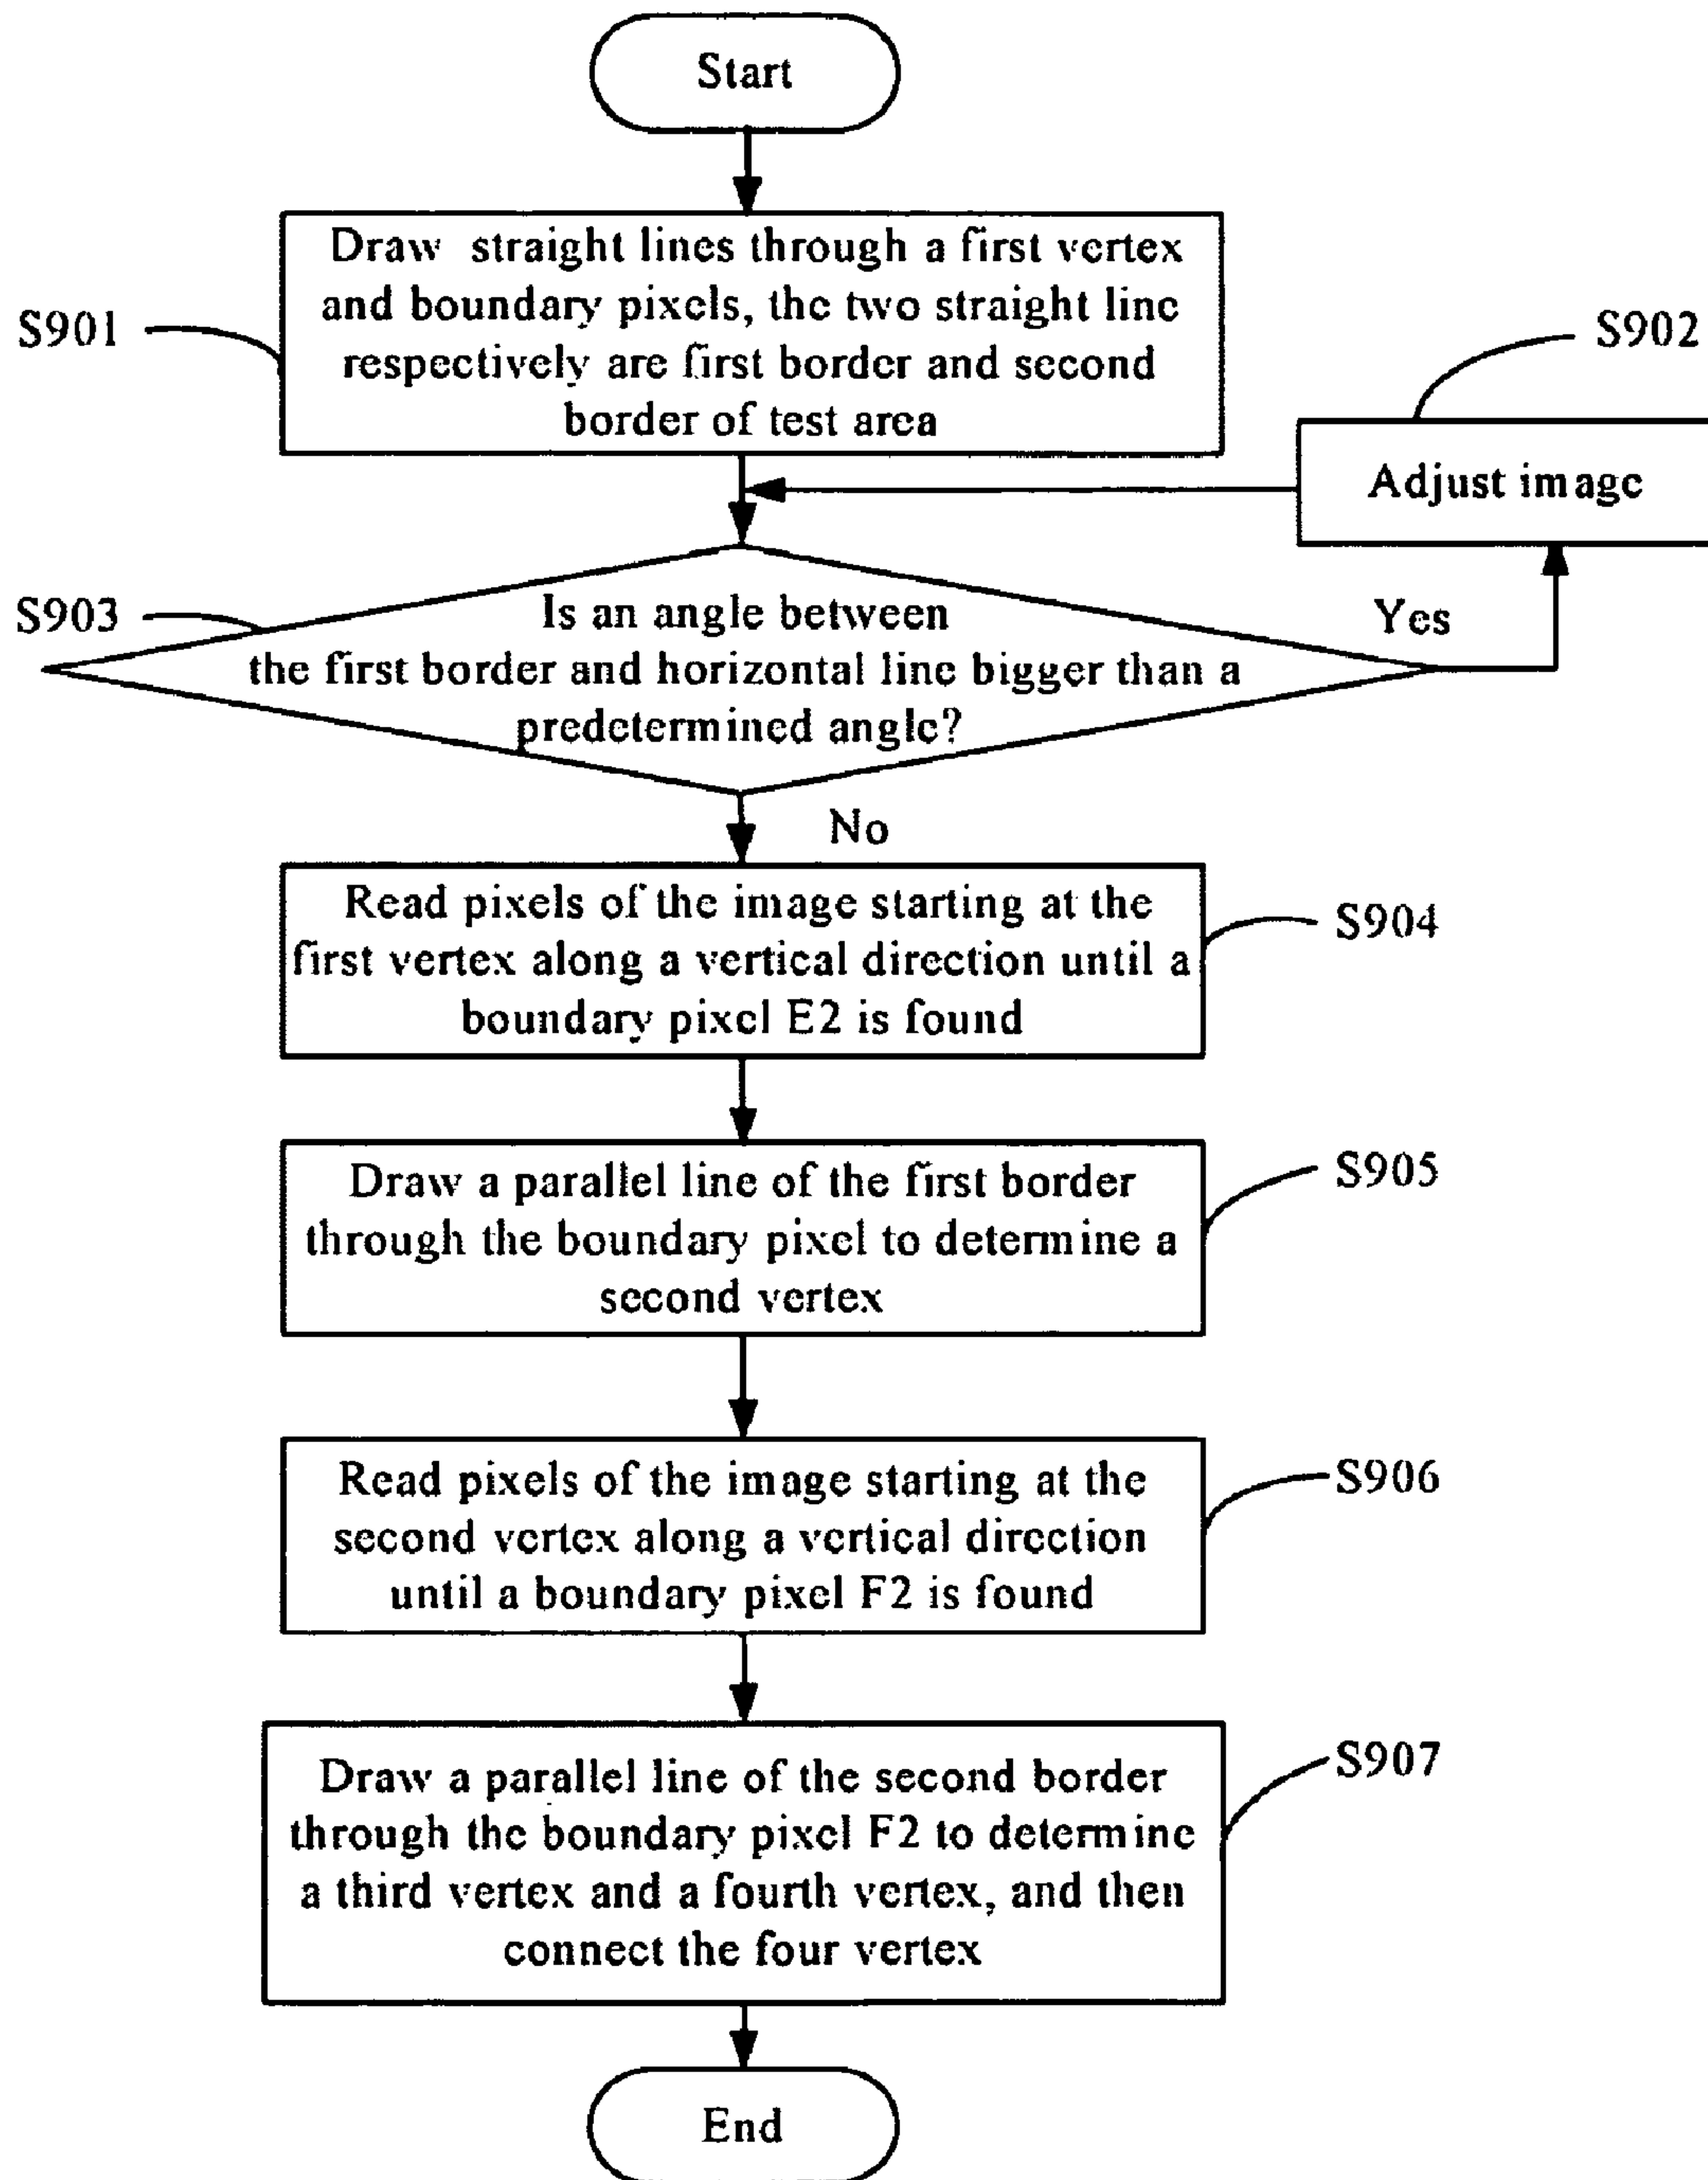 Start
Draw straight lines through a first vertex
and boundary pixels, the two straight line
respectively are first border and second
border of test area
S901
S902
Adjust image
S903
Is an angle between
the first border and horizontal line bigger than a
predetermined angle?
Yes
No
Read pixels of the image starting at the
first vertex along a vertical direction until a
boundary pixel E2 is found
S904
Draw a parallel line of the first border
through the boundary pixel to determine a
second vertex
S905
Read pixels of the image starting at the
second vertex along a vertical direction
until a boundary pixel F2 is found
S906
Draw a parallel line of the second border
through the boundary pixel F2 to determine
a third vertex and a fourth vertex, and then
connect the four vertex
S907
End